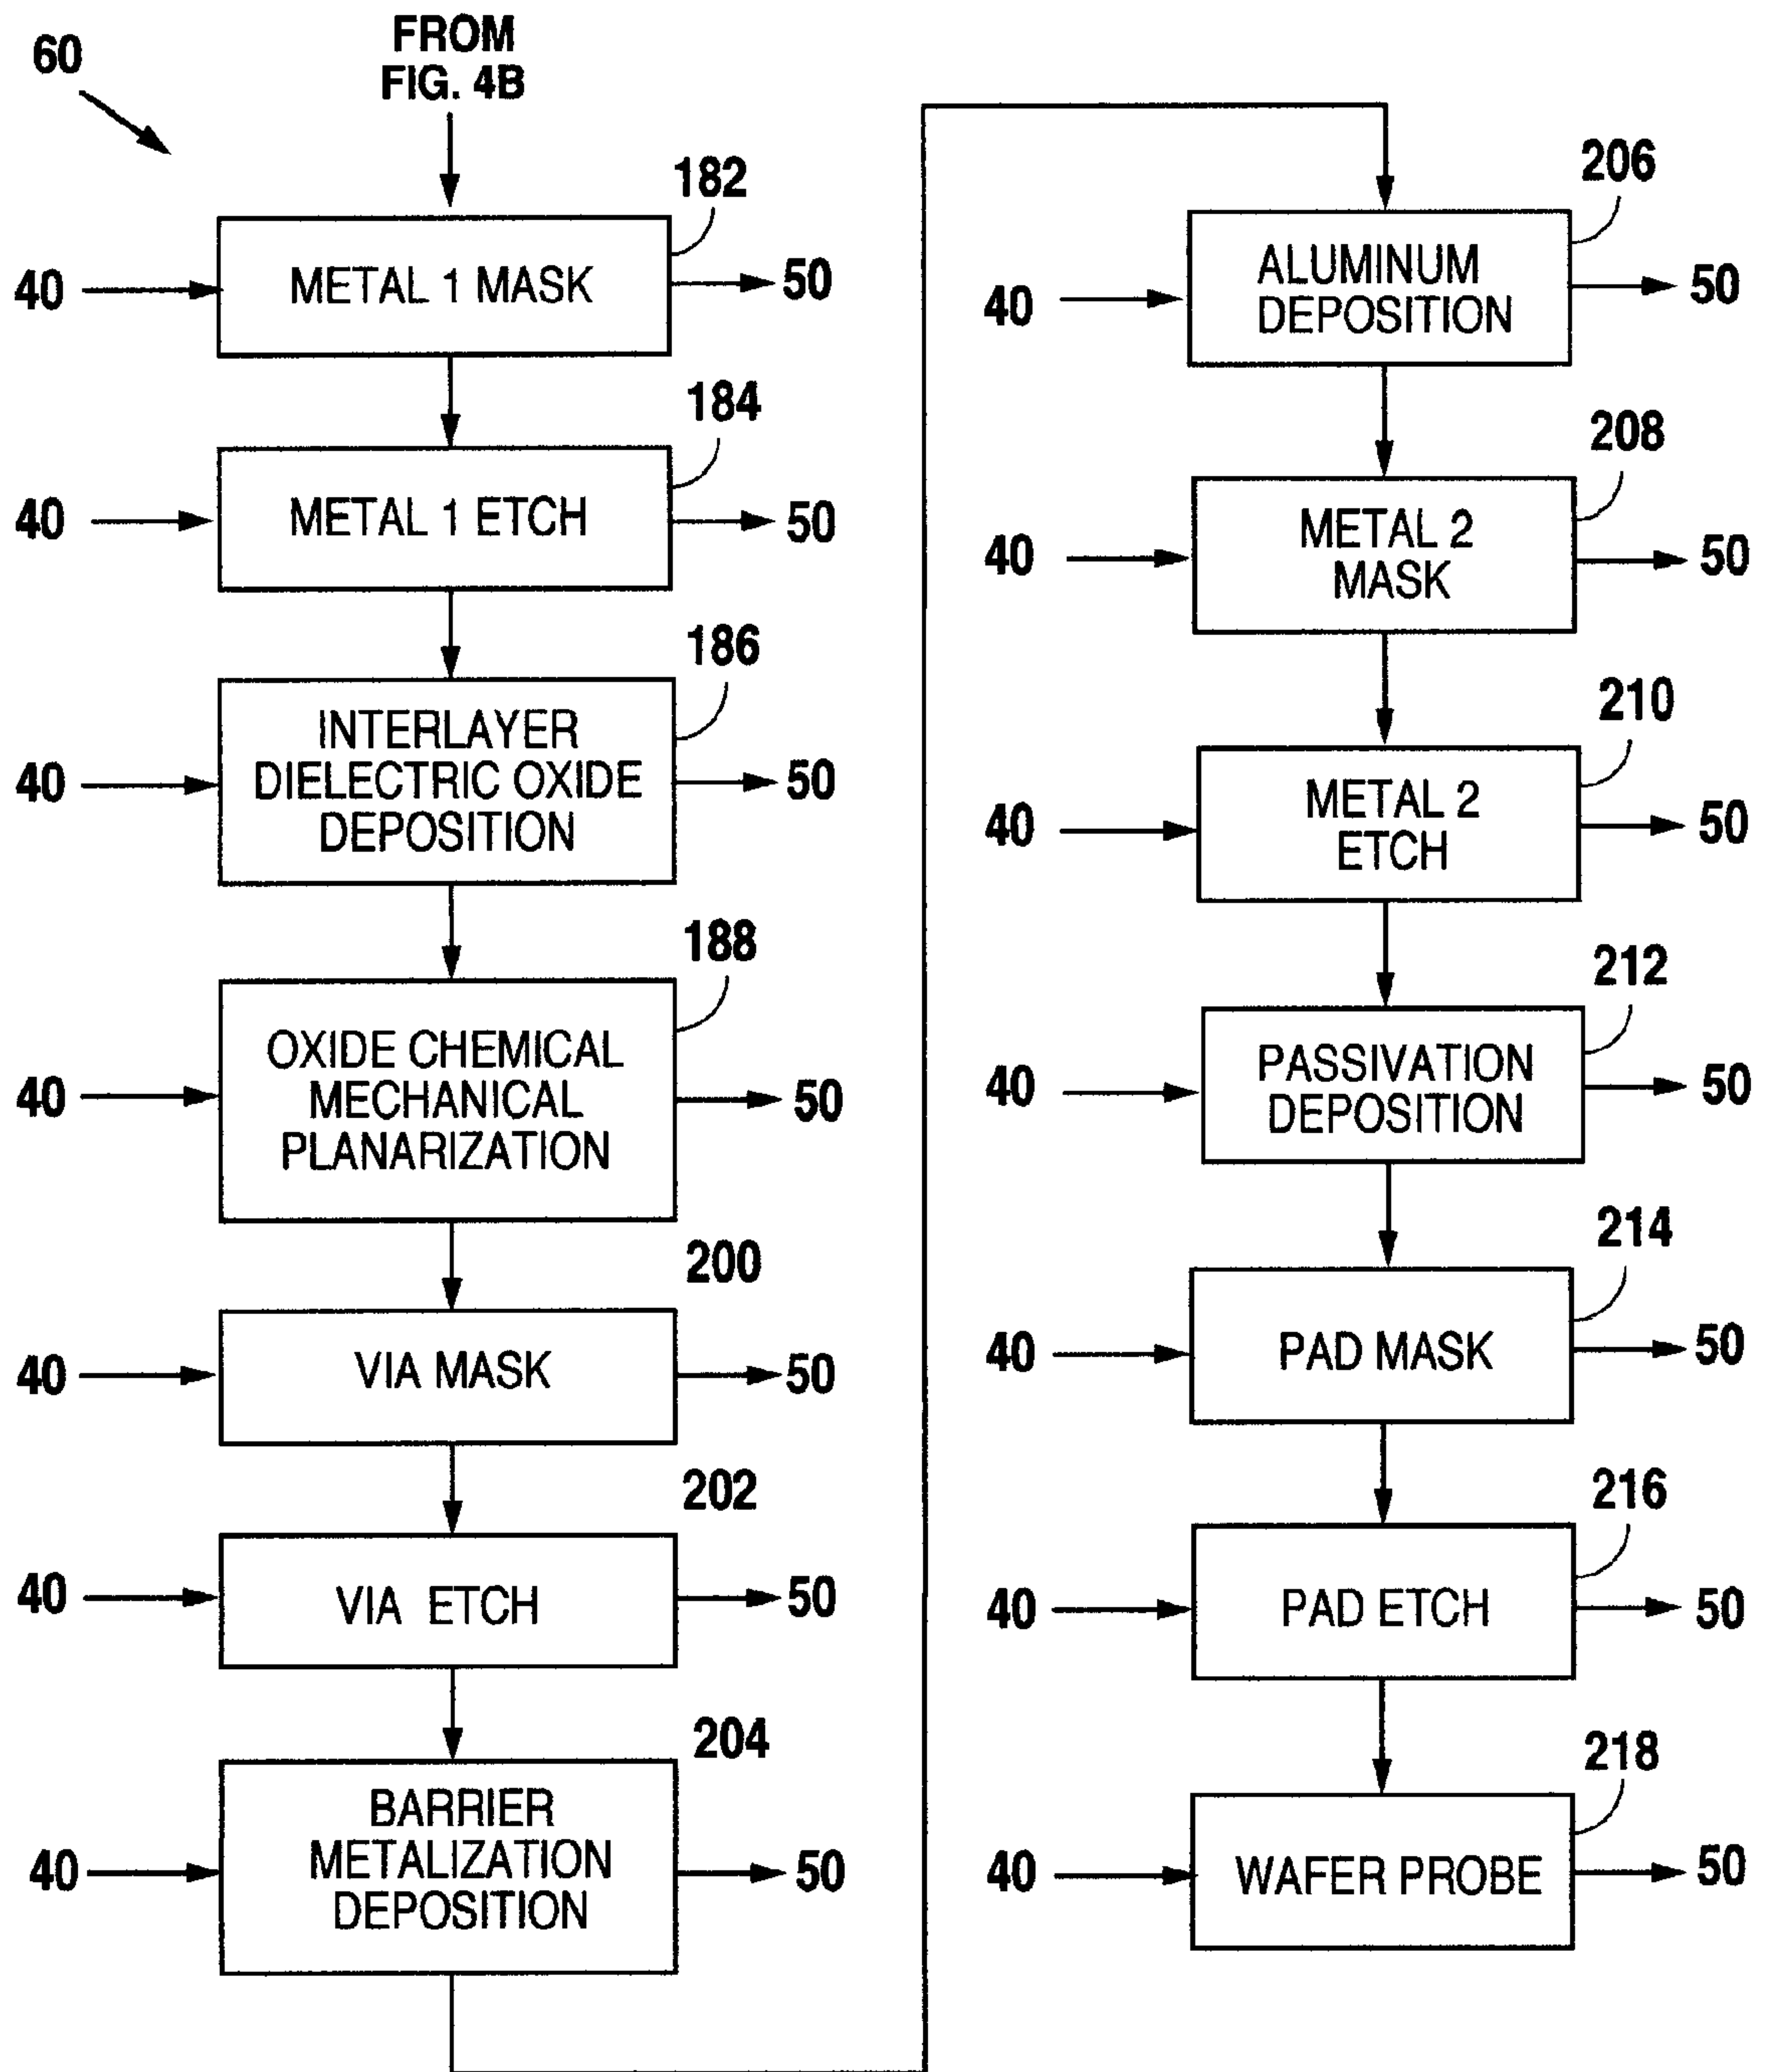 60
FROM
FIG. 4B
182
40
METAL 1 MASK
50
184
40
METAL 1 ETCH
50
186
40
INTERLAYER
DIELECTRIC OXIDE
DEPOSITION
50
188
40
OXIDE CHEMICAL
MECHANICAL
PLANARIZATION
50
200
40
VIA MASK
50
202
40
VIA ETCH
50
204
40
BARRIER
METALIZATION
DEPOSITION
50
206
40
ALUMINUM
DEPOSITION
50
208
40
METAL 2
MASK
50
210
40
METAL 2
ETCH
50
212
40
PASSIVATION
DEPOSITION
50
214
40
PAD MASK
50
216
40
PAD ETCH
50
218
40
WAFER PROBE
50